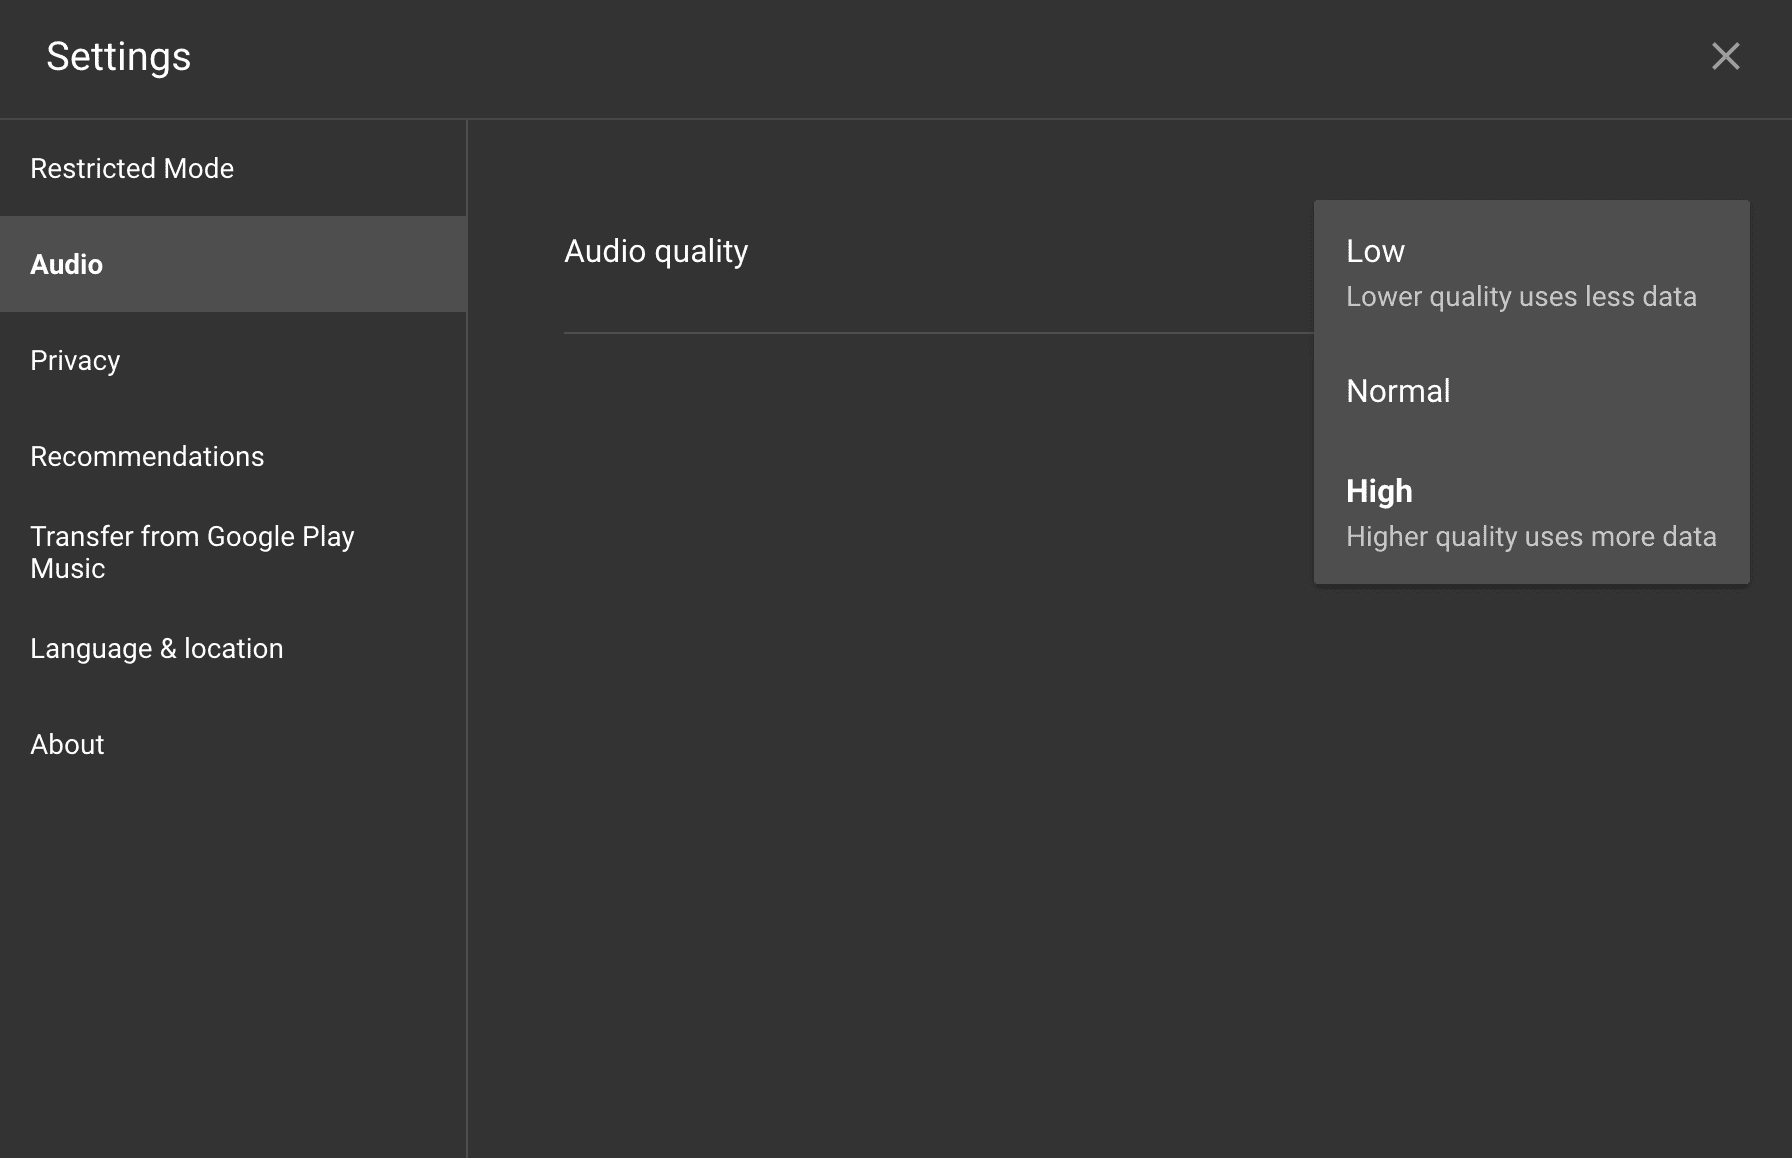 Settings
Restricted Mode
Audio
Privacy
Recommendations
Transfer from Google Play
Music
Language & location
About
Audio quality
Low
Lower quality uses less data
Normal
High
Higher quality uses more data